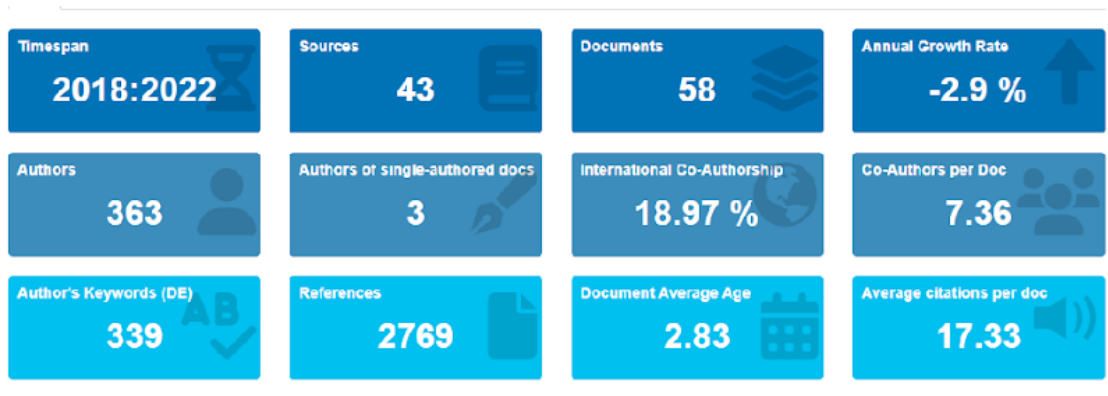 Timespan
2018:2022
Sources
43
Documents
58
Annual Growth Rate
-2.9 %
Authors
363
Authors of single-authored docs
3
International Co-Authorship
18.97 %
Co-Authors per Doc
7.36
Author's Keywords (DE)
339
AB
References
2769
Document Average Age
2.83
Average citations per doc
17.33